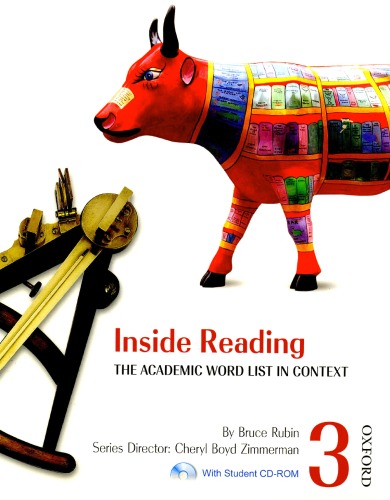 Inside Reading
THE ACADEMIC WORD LIST IN CONTEXT
By Bruce Rubin
Series Director: Cheryl Boyd Zimmerman
With Student CD-ROM
3
OXFORD